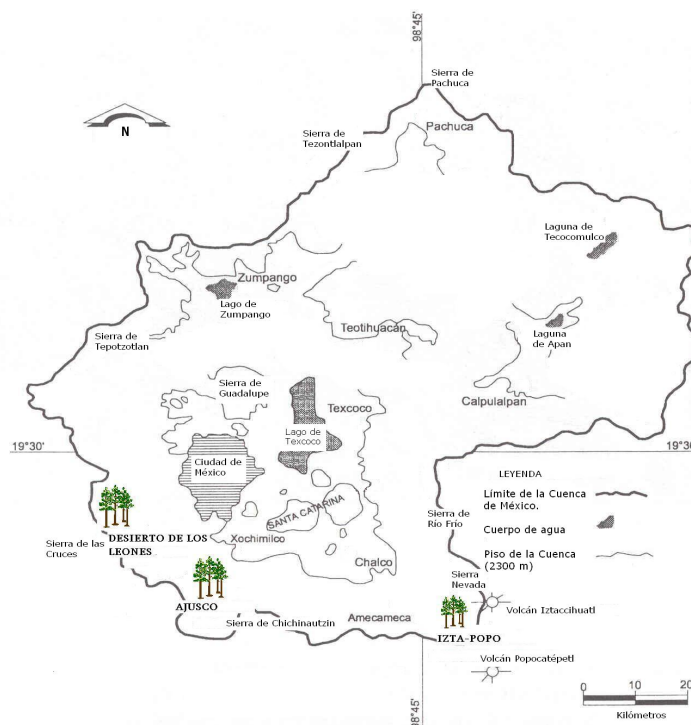 98°45'
Sierra de
Pachuca
Pachuca
N
Sierra de
Tezontlalpan
Laguna de
Tecocomulco
Zumpango
Lago de
Zumpango
Teotihuacán
Laguna
de Apan
Sierra de
Tepotzotlan
Sierra de
Guadalupe
Texcoco
Calpulalpan
19°30'
19°30
Lago de
Texcoco
Ciudad de
México
LEYENDA
Límite de la Cuenca
de México.
Cuerpo de agua
Piso de la Cuenca
(2300 m)
SANTA CATARINA
Sierra de
Río Frío
Sierra de las
Cruces
DESIERTO DE LOS
LEONES
Xochimilco
Chalco
Sierra
Nevada
AJUSCO
Sierra de Chichinautzin
Amecameca
Volcán Iztaccihuatl
IZTA-POPO
Volcán Popocatépetl
98°45'
0 10 20
Kilómetros